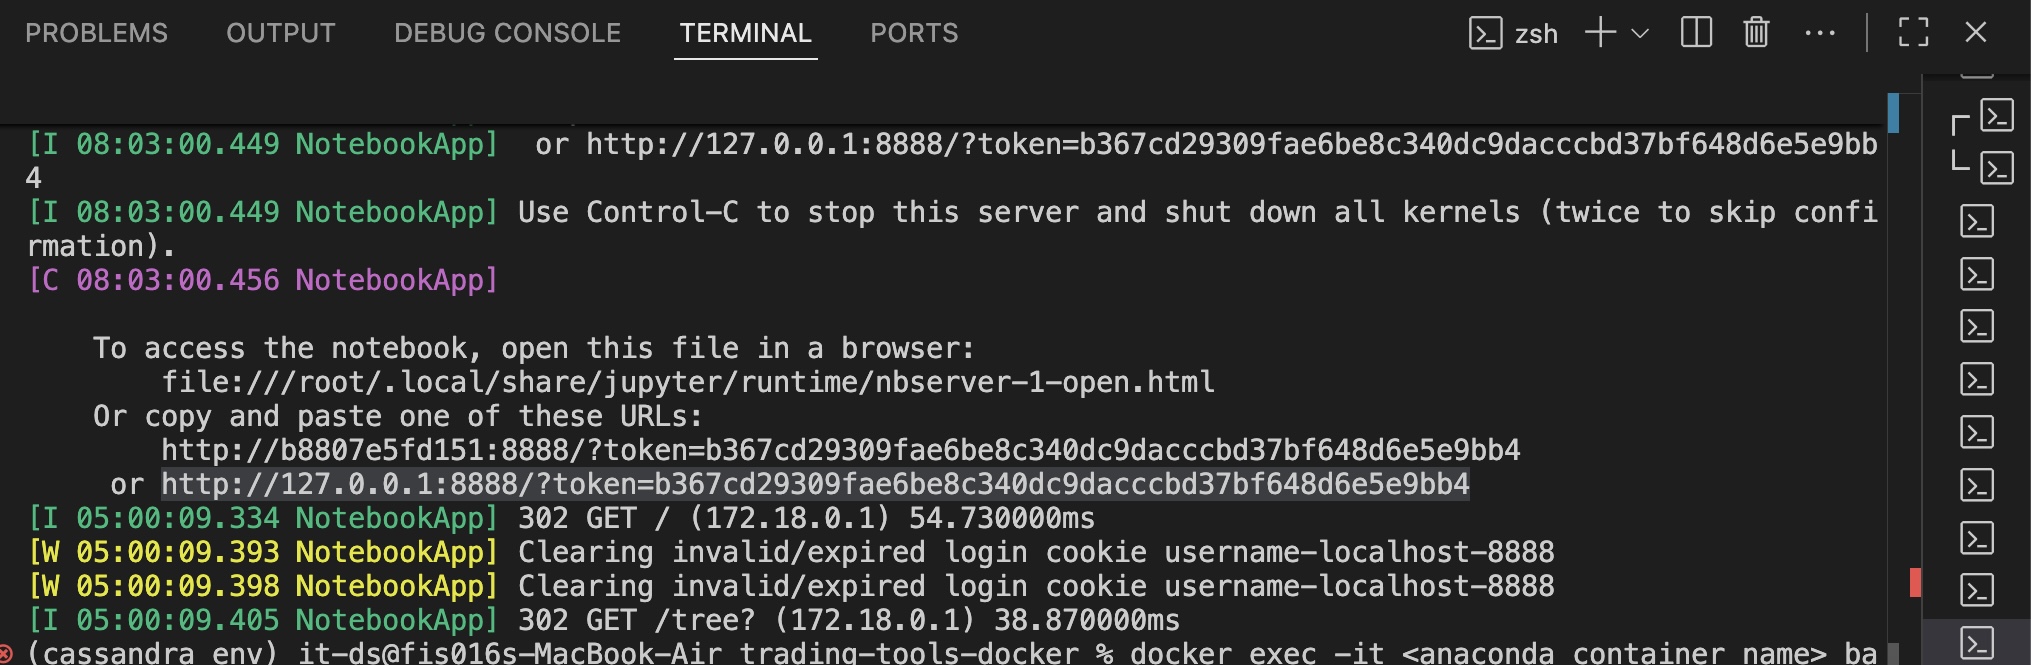 PROBLEMS OUTPUT DEBUG CONSOLE TERMINAL PORTS zsh
[I 08:03:00.449 NotebookApp]  or http://127.0.0.1:8888/?token=b367cd29309fae6be8c340dc9dacccbd37bf648d6e5e9bb
4
[I 08:03:00.449 NotebookApp] Use Control-C to stop this server and shut down all kernels (twice to skip confi
rmation).
[C 08:03:00.456 NotebookApp]
To access the notebook, open this file in a browser:
file:///root/.local/share/jupyter/runtime/nbserver-1-open.html
Or copy and paste one of these URLs:
http://b8807e5fd151:8888/?token=b367cd29309fae6be8c340dc9dacccbd37bf648d6e5e9bb4
or http://127.0.0.1:8888/?token=b367cd29309fae6be8c340dc9dacccbd37bf648d6e5e9bb4
[I 05:00:09.334 NotebookApp] 302 GET / (172.18.0.1) 54.730000ms
[W 05:00:09.393 NotebookApp] Clearing invalid/expired login cookie username-localhost-8888
[W 05:00:09.398 NotebookApp] Clearing invalid/expired login cookie username-localhost-8888
[I 05:00:09.405 NotebookApp] 302 GET /tree? (172.18.0.1) 38.870000ms
(cassandra_env) it-ds@fis016s-MacBook-Air trading-tools-docker % docker exec -it <anaconda_container_name> ba